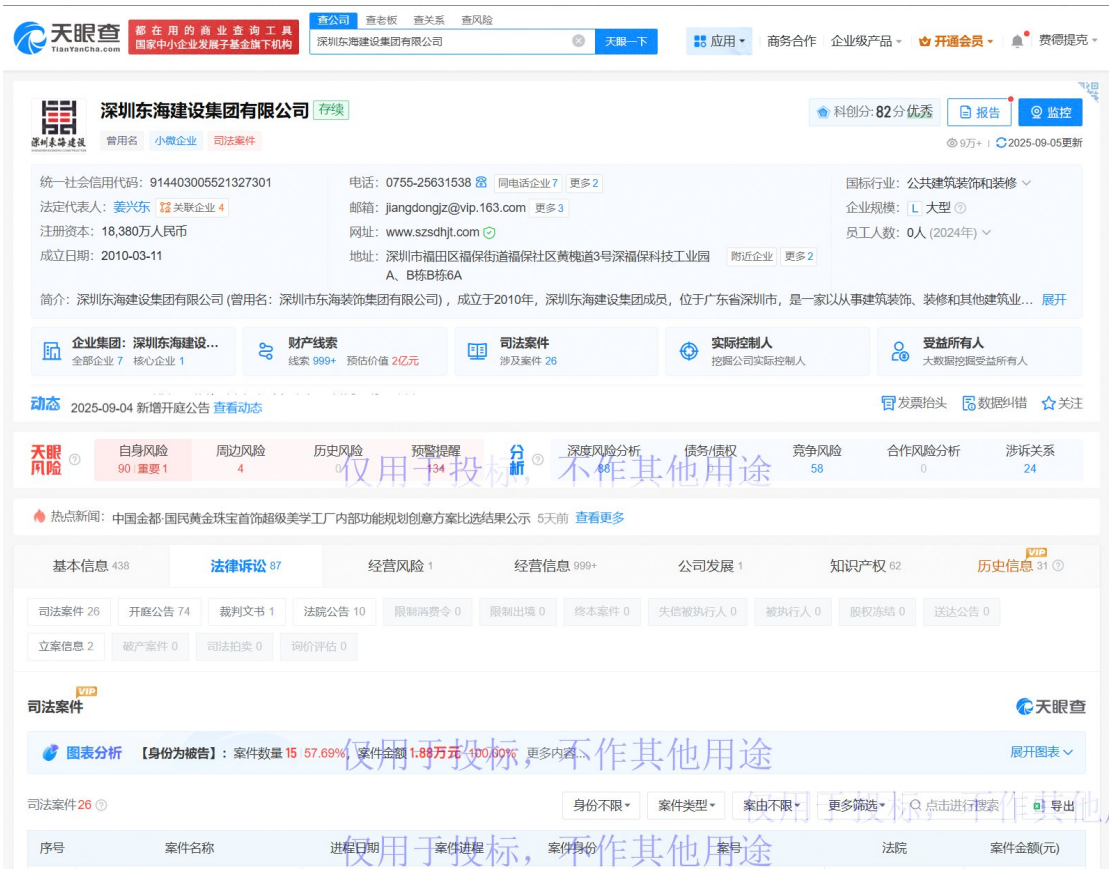 天眼查
TianYanCha.com
都在用的商业查询工具
国家中小企业发展子基金旗下机构
查公司 查老板 查关系 查风险
深圳东海建设集团有限公司
天眼一下
应用 商务合作 企业级产品 开通会员 费德提克
深圳东海建设
深圳东海建设集团有限公司 存续
曾用名 小微企业 司法案件
科创分:82分优秀 报告 监控
9万+ 2025-09-05更新
统一社会信用代码：914403005521327301
法定代表人：姜兴东 关联企业 4
注册资本：18,380万人民币
成立日期：2010-03-11
电话：0755-25631538 同电话企业7 更多2
邮箱：jiangdongjz@vip.163.com 更多3
网址：www.szsdhjt.com
地址：深圳市福田区福保街道福保社区黄槐道3号深福保科技工业园A、B栋B栋6A 附近企业 更多2
国标行业：公共建筑装饰和装修
企业规模：L 大型
员工人数：0人 (2024年)
简介：深圳东海建设集团有限公司 (曾用名：深圳市东海装饰集团有限公司) ，成立于2010年，深圳东海建设集团成员，位于广东省深圳市，是一家以从事建筑装饰、装修和其他建筑业... 展开
企业集团：深圳东海建设...
全部企业 7 核心企业 1
财产线索
线索 999+ 预估价值 2亿元
司法案件
涉及案件 26
实际控制人
挖掘公司实际控制人
受益所有人
大数据挖掘受益所有人
动态 2025-09-04 新增开庭公告 查看动态
发票抬头 数据纠错 关注
天眼风险
自身风险 周边风险 历史风险 预警提醒
90 重要 1 4 0 134
分析
深度风险分析 债务/债权 竞争风险 合作风险分析 涉诉关系
88 58 0 24
仅用于投标，不作其他用途
热点新闻：中国金都·国民黄金珠宝首饰超级美学工厂内部功能规划创意方案比选结果公示 5天前 查看更多
基本信息 438 法律诉讼 87 经营风险 1 经营信息 999+ 公司发展 1 知识产权 62 历史信息 31
VIP
司法案件 26 开庭公告 74 裁判文书 1 法院公告 10 限制消费令 0 限制出境 0 终本案件 0 失信被执行人 0 被执行人 0 股权冻结 0 送达公告 0
立案信息 2 破产案件 0 司法拍卖 0 询价评估 0
VIP
司法案件
天眼查
图表分析 【身份为被告】：案件数量 15 57.69%，案件金额 1.88万元 100.00% 更多内容... 展开图表
仅用于投标，不作其他用途
司法案件26
身份不限 案件类型 案由不限 更多筛选 点击进行搜索 导出
仅用于投标，不作其他用
序号 案件名称 进程日期 案件进程 案件身份 案号 法院 案件金额(元)
仅用于投标，不作其他用途